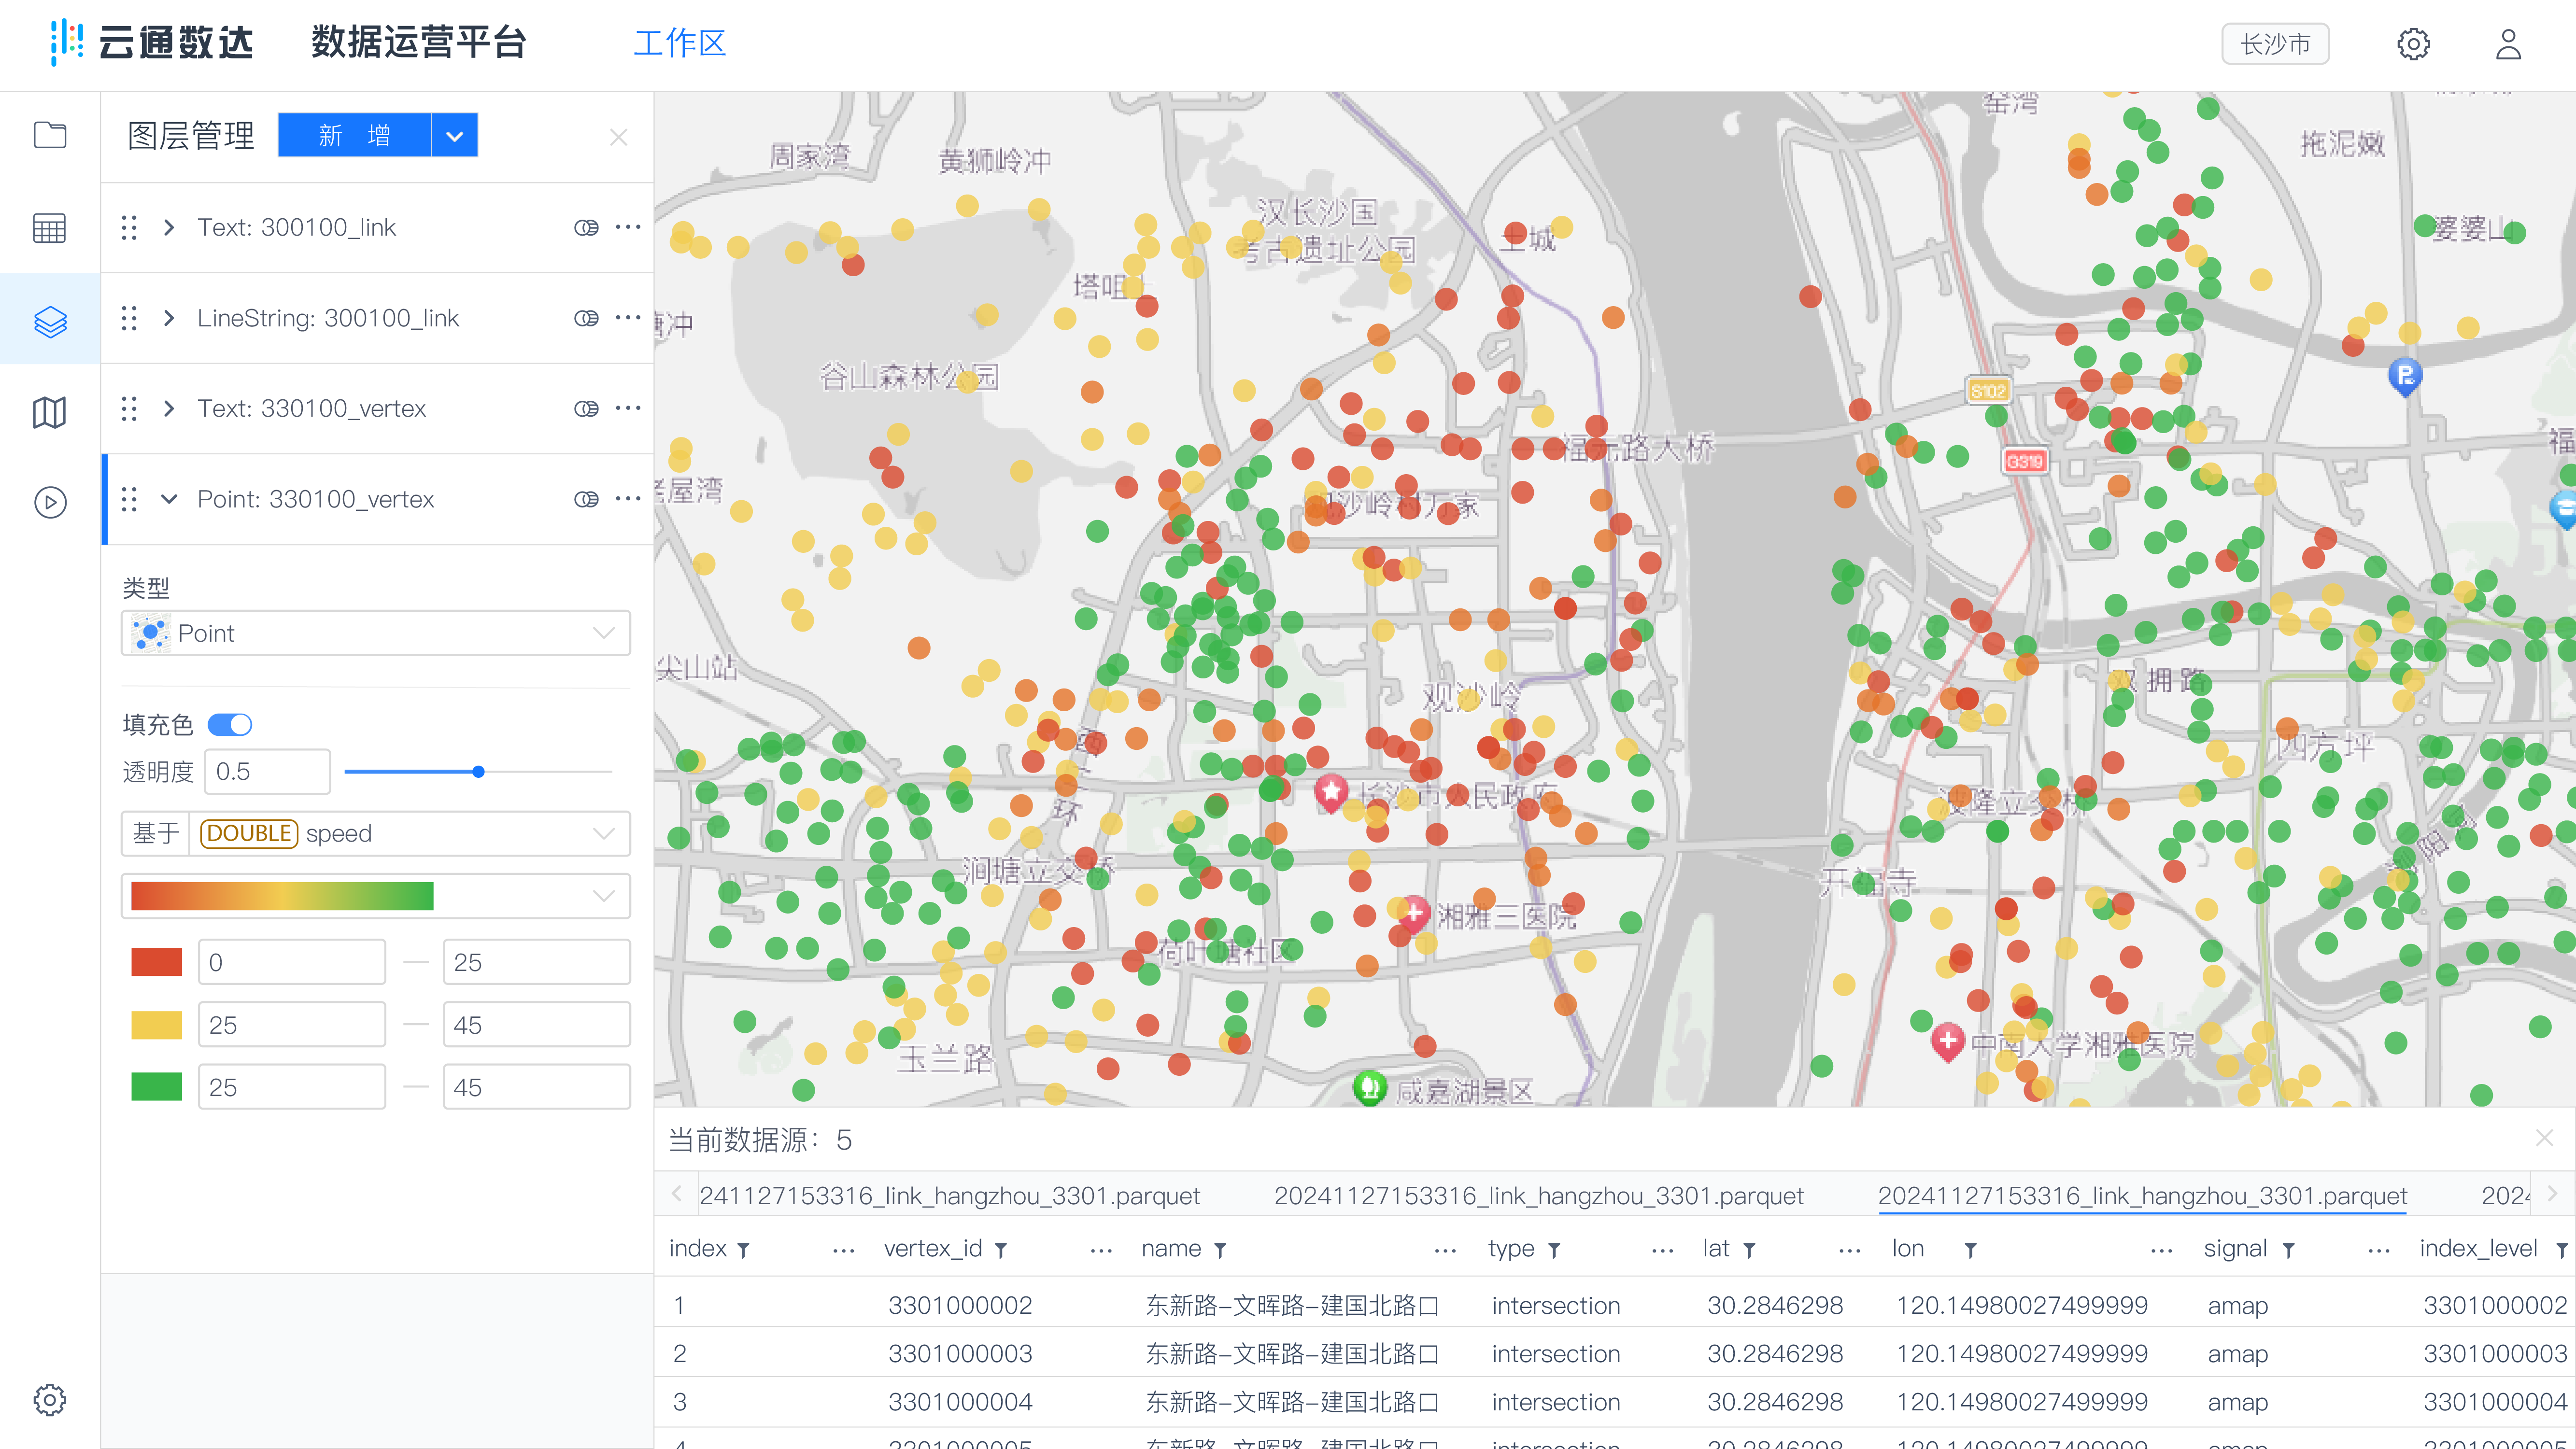 云通数达 数据运营平台 工作区 长沙市
图层管理 新 增
Text: 300100_link
LineString: 300100_link
Text: 330100_vertex
Point: 330100_vertex
类型
Point
填充色
透明度 0.5
基于 DOUBLE speed
0 — 25
25 — 45
25 — 45
窑湾
拖泥嫩
周家湾
黄狮岭冲
汉长沙国
考古遗址公园
土城
婆婆山
塔咀上
谷山森林公园
S102
P
福元路大桥
G319
福
老屋湾
沙岭村万家
尖山站
观沙岭
双拥路
四方坪
西二环
长沙市人民政府
涧塘立交桥
开福寺
湘雅三医院
荷叶塘社区
玉兰路
中南大学湘雅医院
咸嘉湖景区
当前数据源：5
241127153316_link_hangzhou_3301.parquet 20241127153316_link_hangzhou_3301.parquet 20241127153316_link_hangzhou_3301.parquet 2024
index vertex_id name type lat lon signal index_level
1 3301000002 东新路-文晖路-建国北路口 intersection 30.2846298 120.14980027499999 amap 3301000002
2 3301000003 东新路-文晖路-建国北路口 intersection 30.2846298 120.14980027499999 amap 3301000003
3 3301000004 东新路-文晖路-建国北路口 intersection 30.2846298 120.14980027499999 amap 3301000004